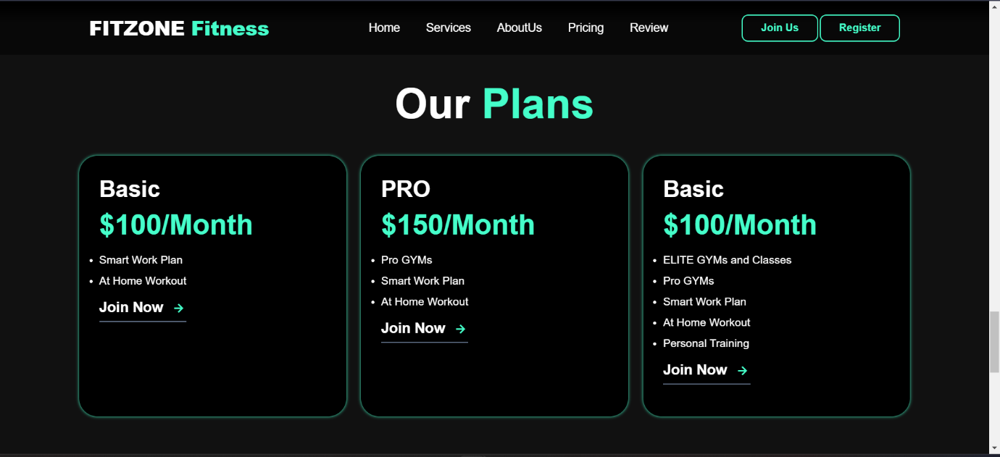 FITZONE Fitness
Home Services AboutUs Pricing Review
Join Us Register
Our Plans
Basic
$100/Month
• Smart Work Plan
• At Home Workout
Join Now →
PRO
$150/Month
• Pro GYMs
• Smart Work Plan
• At Home Workout
Join Now →
Basic
$100/Month
• ELITE GYMs and Classes
• Pro GYMs
• Smart Work Plan
• At Home Workout
• Personal Training
Join Now →